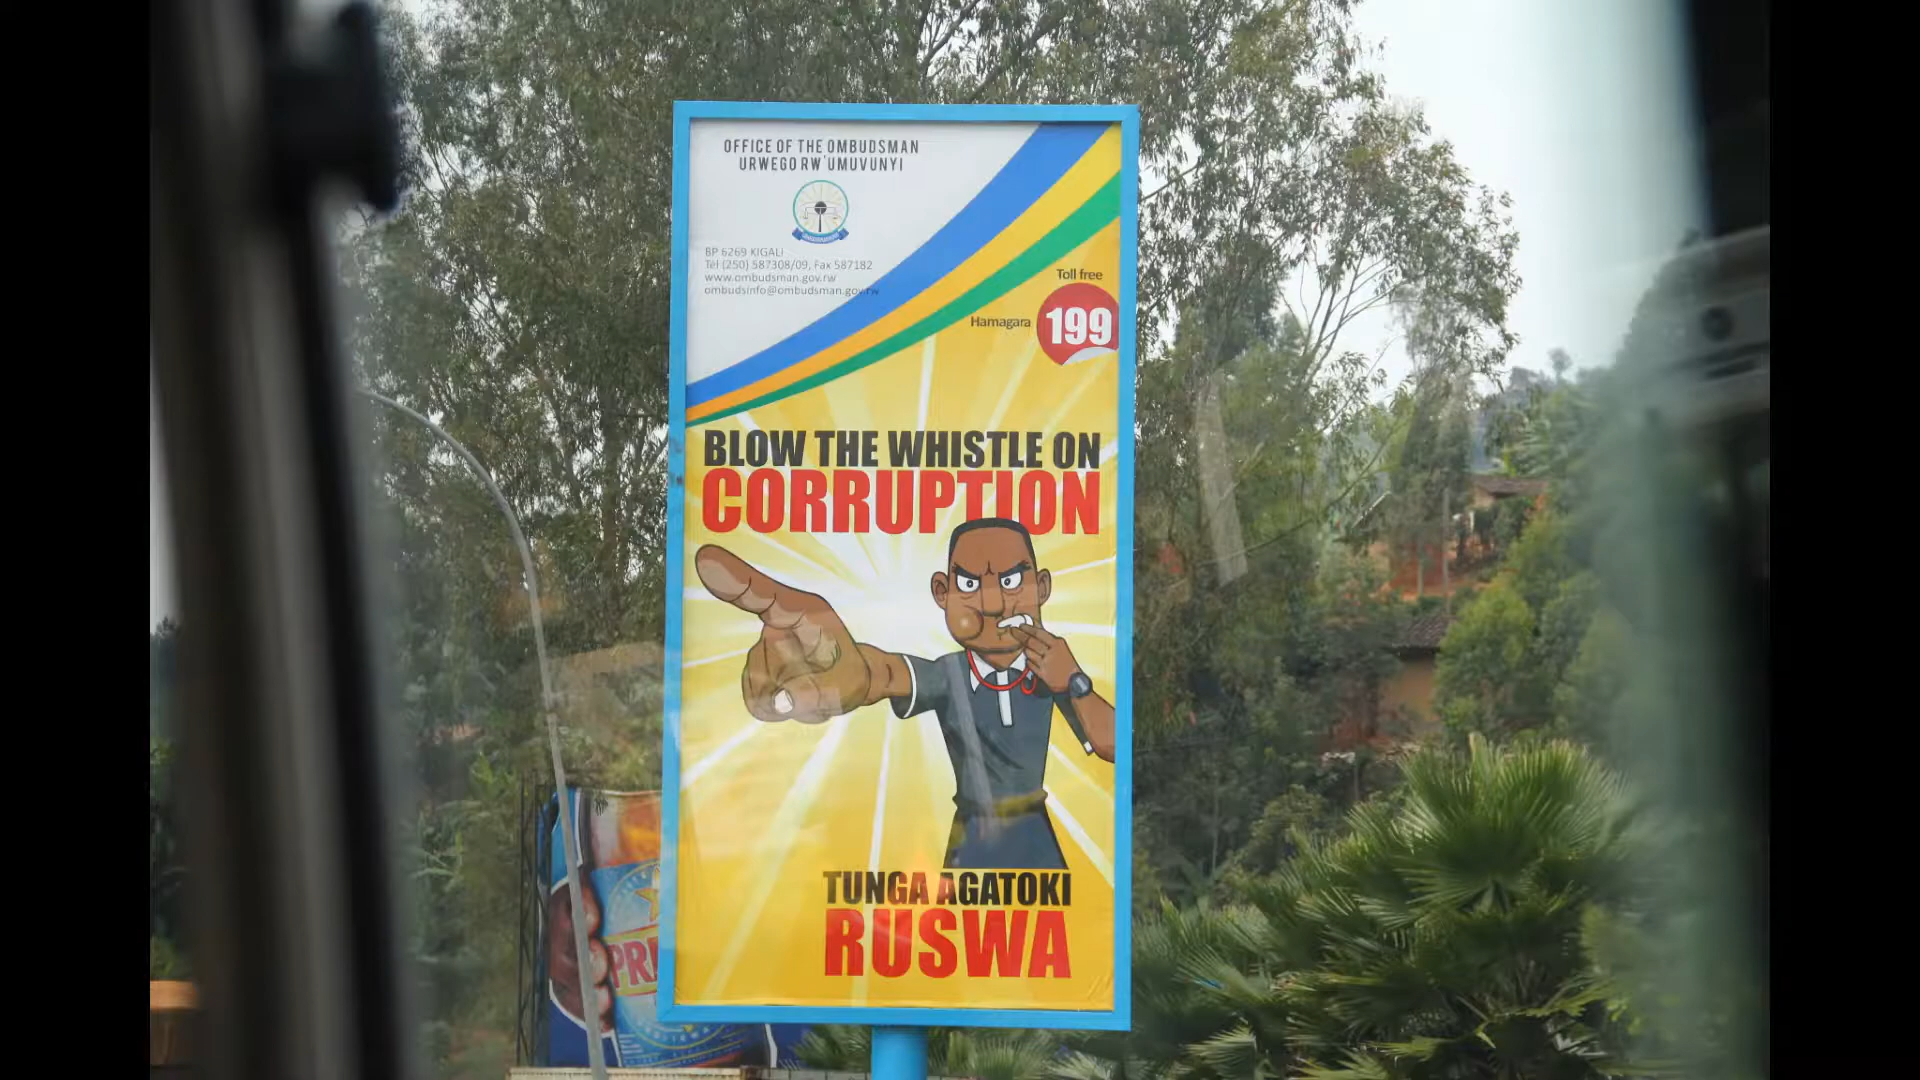 OFFICE OF THE OMBUDSMAN
URWEGO RW'UMUVUNYI
BP 6269 KIGALI
Tel (250) 587308/09, Fax 587182
www.ombudsman.gov.rw
ombudsinfo@ombudsman.gov.rw
Toll free
Hamagara 199
BLOW THE WHISTLE ON
CORRUPTION
TUNGA AGATOKI
RUSWA